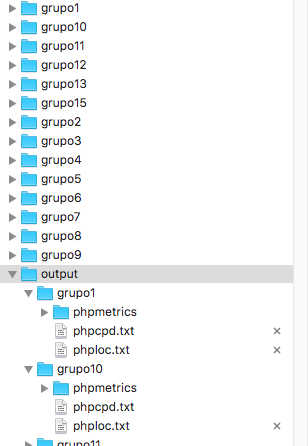 grupo1
grupo10
grupo11
grupo12
grupo13
grupo15
grupo2
grupo3
grupo4
grupo5
grupo6
grupo7
grupo8
grupo9
output
grupo1
phpmetrics
phpcpd.txt
phploc.txt
grupo10
phpmetrics
phpcpd.txt
phploc.txt
grupo11